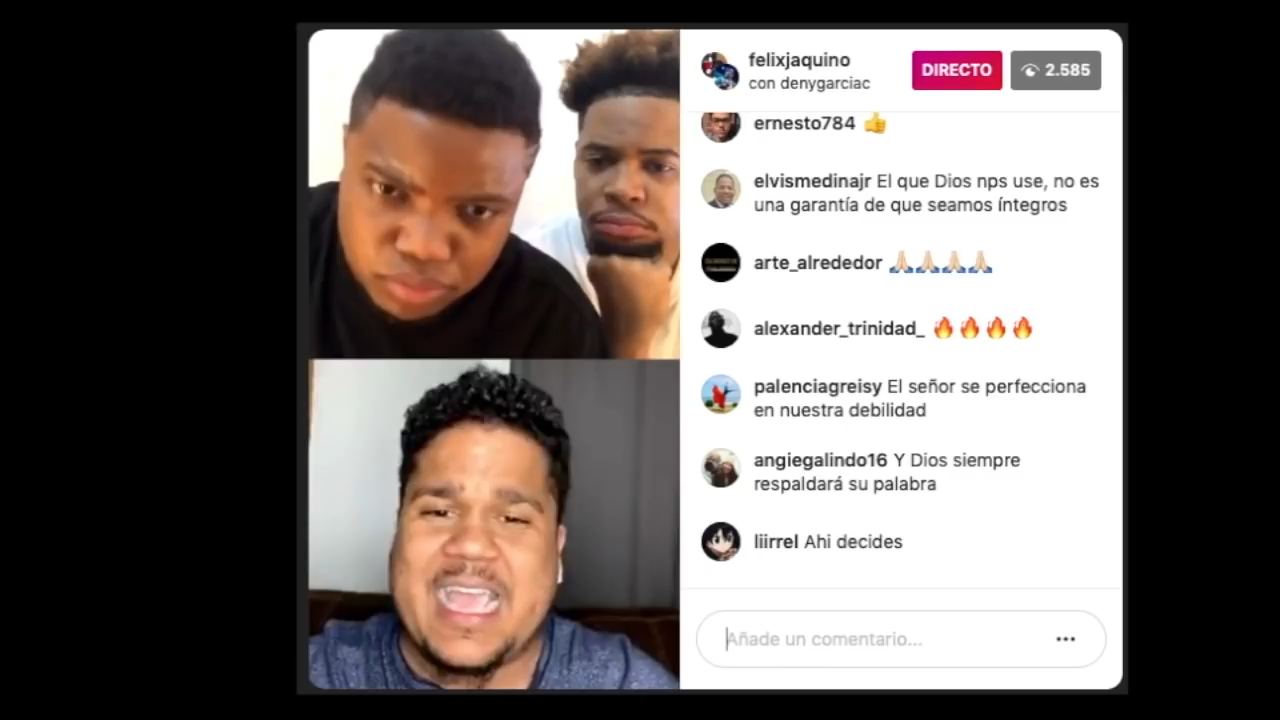 felixjaquino
con denygarciac
DIRECTO
2.585
ernesto784 👍
elvismedinajr El que Dios nps use, no es
una garantía de que seamos íntegros
arte_alrededor 🙏🏻🙏🏻🙏🏻🙏🏻
alexander_trinidad_ 🔥🔥🔥🔥
palenciagreisy El señor se perfecciona
en nuestra debilidad
angiegalindo16 Y Dios siempre
respaldará su palabra
liirrel Ahi decides
Añade un comentario...